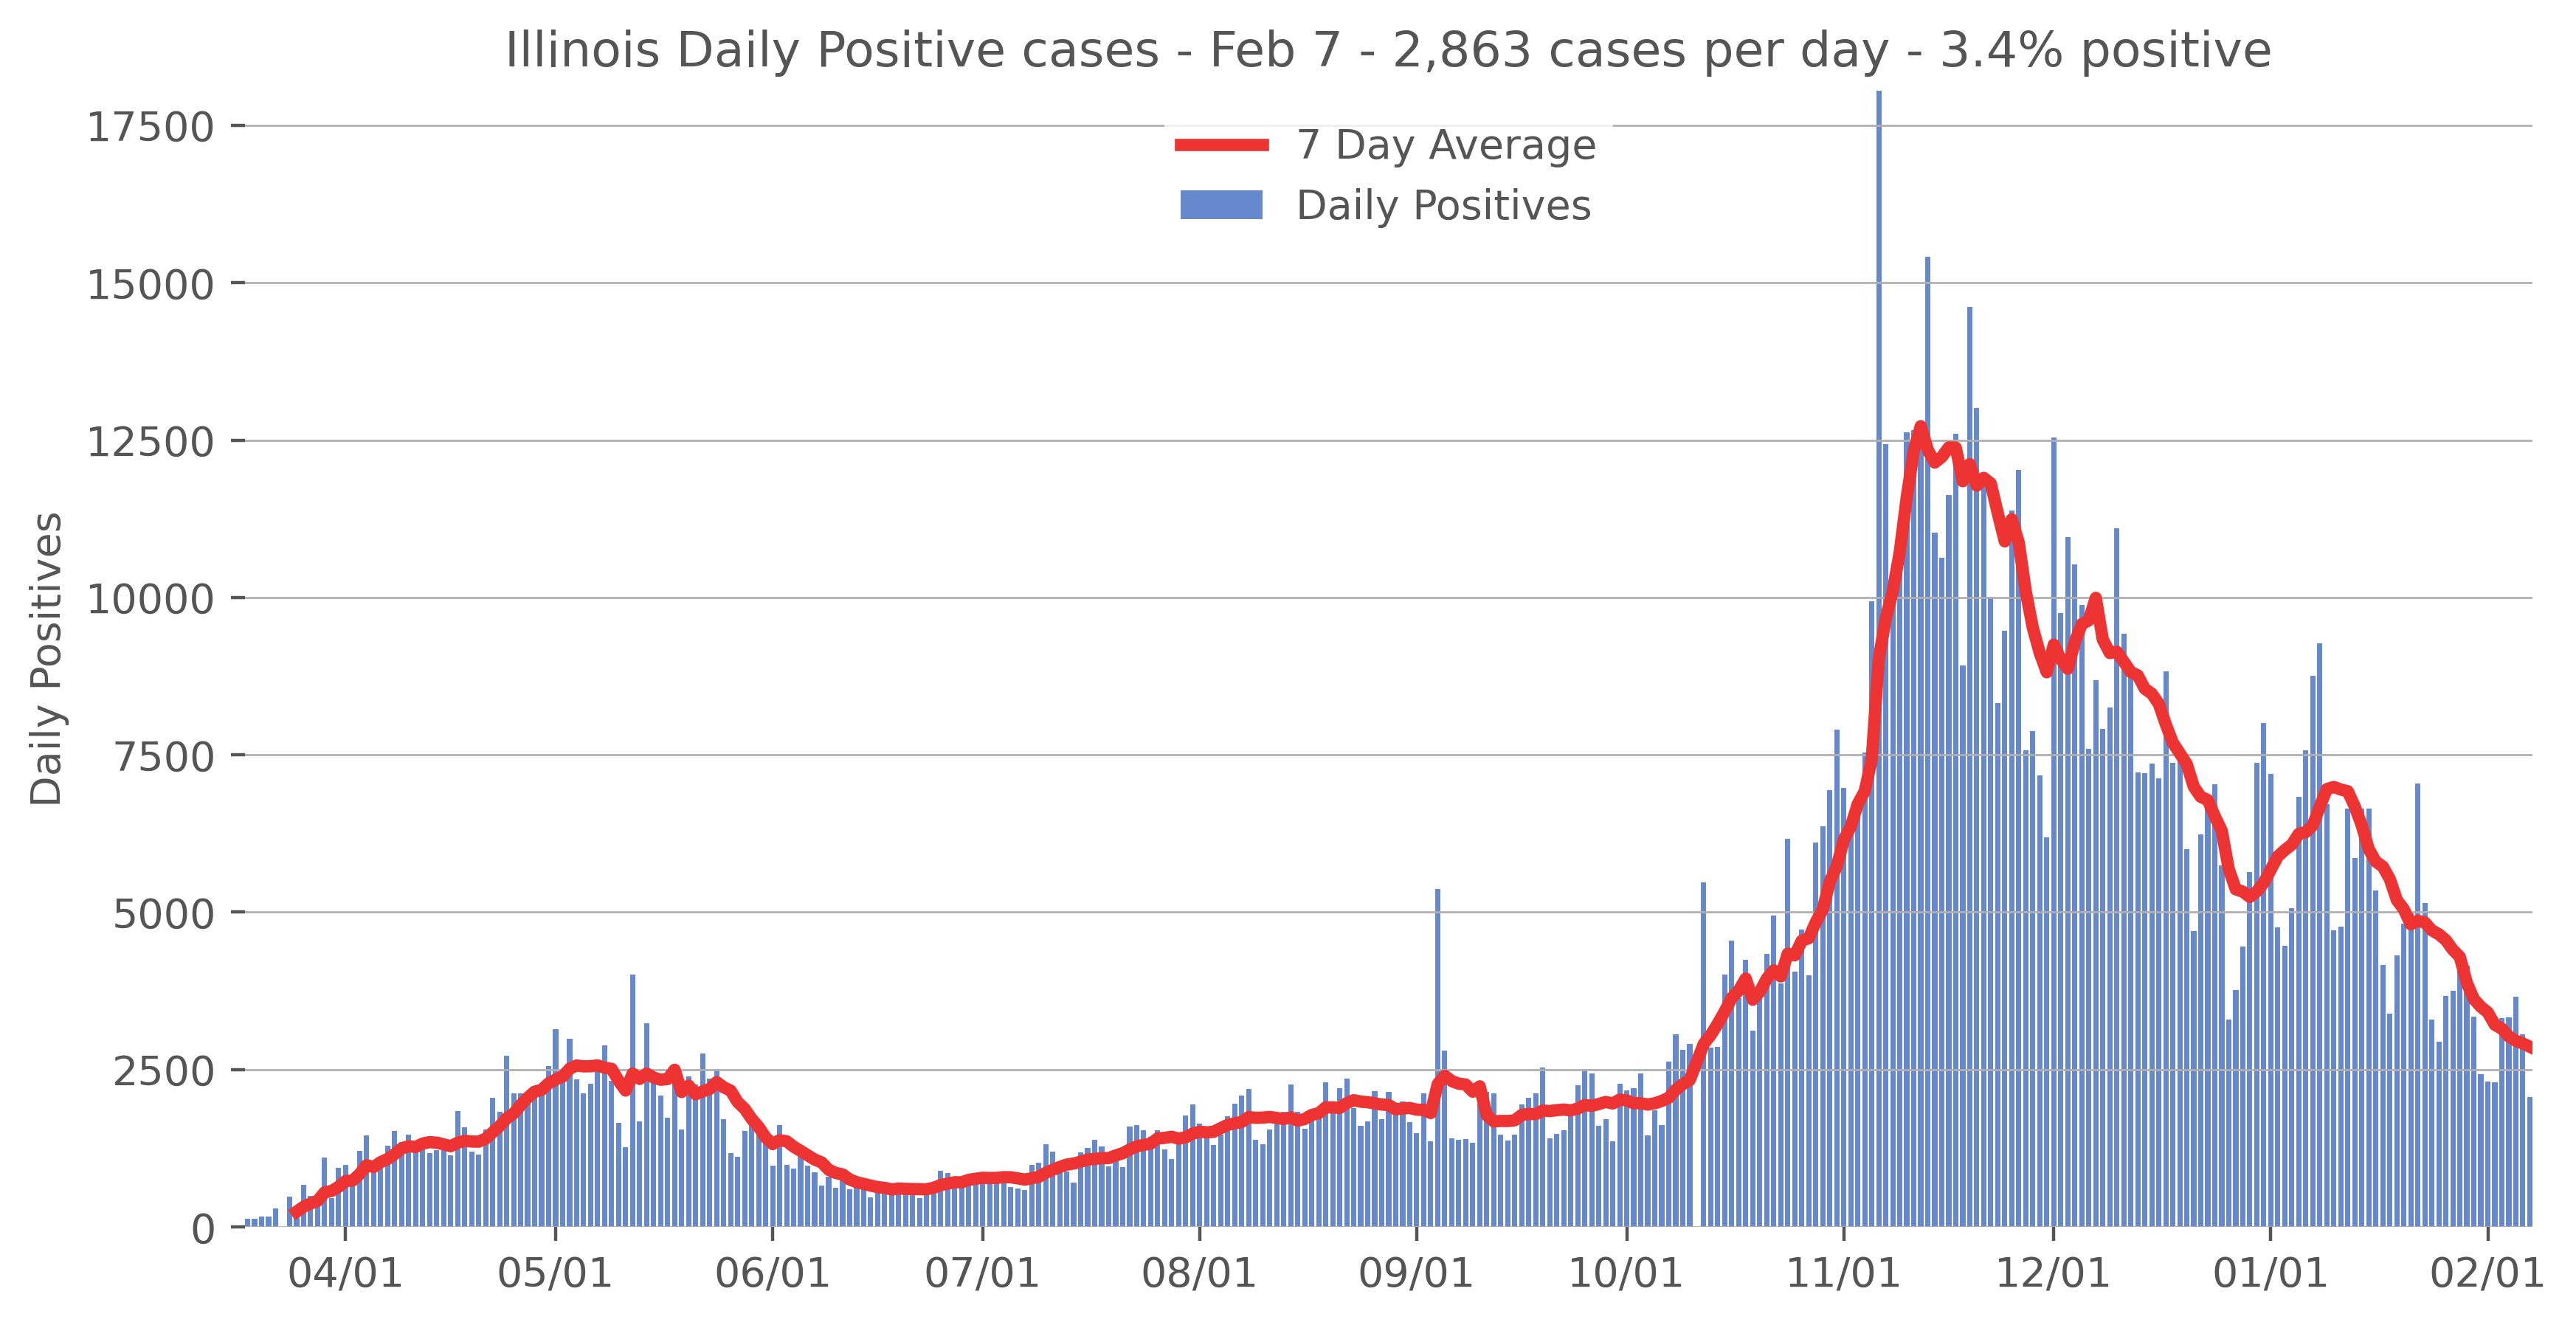 Illinois Daily Positive cases - Feb 7 - 2,863 cases per day - 3.4% positive
7 Day Average
Daily Positives
Daily Positives
17500
15000
12500
10000
7500
5000
2500
0
04/01 05/01 06/01 07/01 08/01 09/01 10/01 11/01 12/01 01/01 02/01